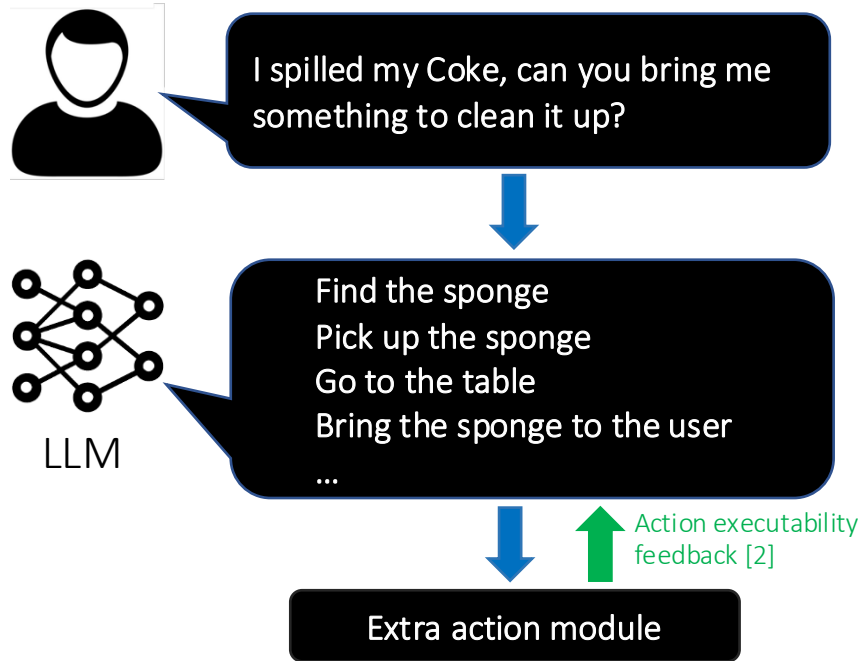 I spilled my Coke, can you bring me
something to clean it up?
Find the sponge
Pick up the sponge
Go to the table
Bring the sponge to the user
...
LLM
Action executability
feedback [2]
Extra action module